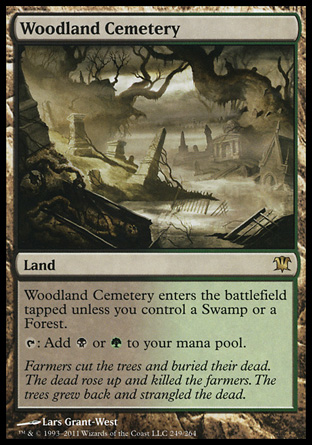 Woodland Cemetery
Land
Woodland Cemetery enters the battlefield
tapped unless you control a Swamp or a
Forest.
: Add or to your mana pool.
Farmers cut the trees and buried their dead.
The dead rose up and killed the farmers. The
trees grew back and strangled the dead.
Lars Grant-West
™ & © 1993–2011 Wizards of the Coast LLC 249/264